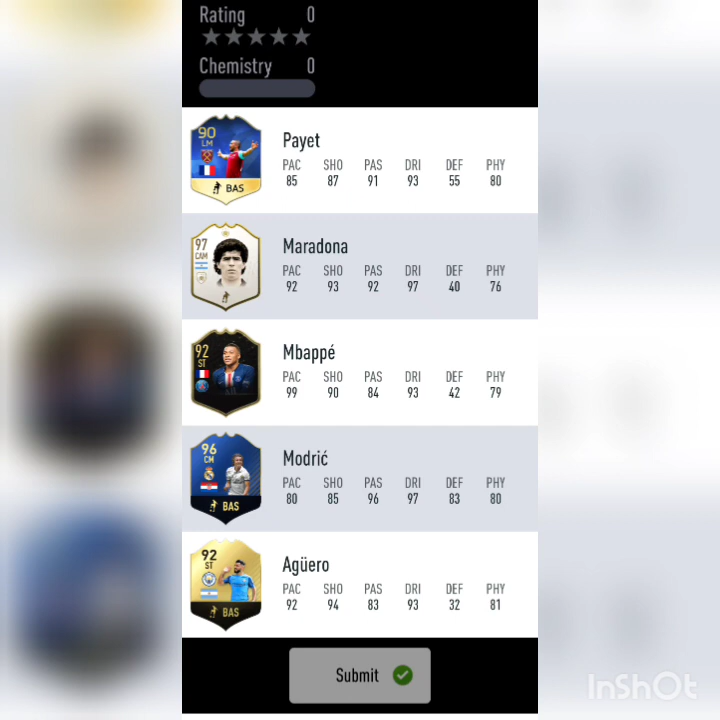 Rating 0
Chemistry 0
90
LM
BAS
Payet
PAC SHO PAS DRI DEF PHY
85 87 91 93 55 80
97
CAM
Maradona
PAC SHO PAS DRI DEF PHY
92 93 92 97 40 76
92
ST
Mbappé
PAC SHO PAS DRI DEF PHY
99 90 84 93 42 79
96
CM
BAS
Modrić
PAC SHO PAS DRI DEF PHY
80 85 96 97 83 80
92
ST
BAS
Agüero
PAC SHO PAS DRI DEF PHY
92 94 83 93 32 81
Submit
InShOt